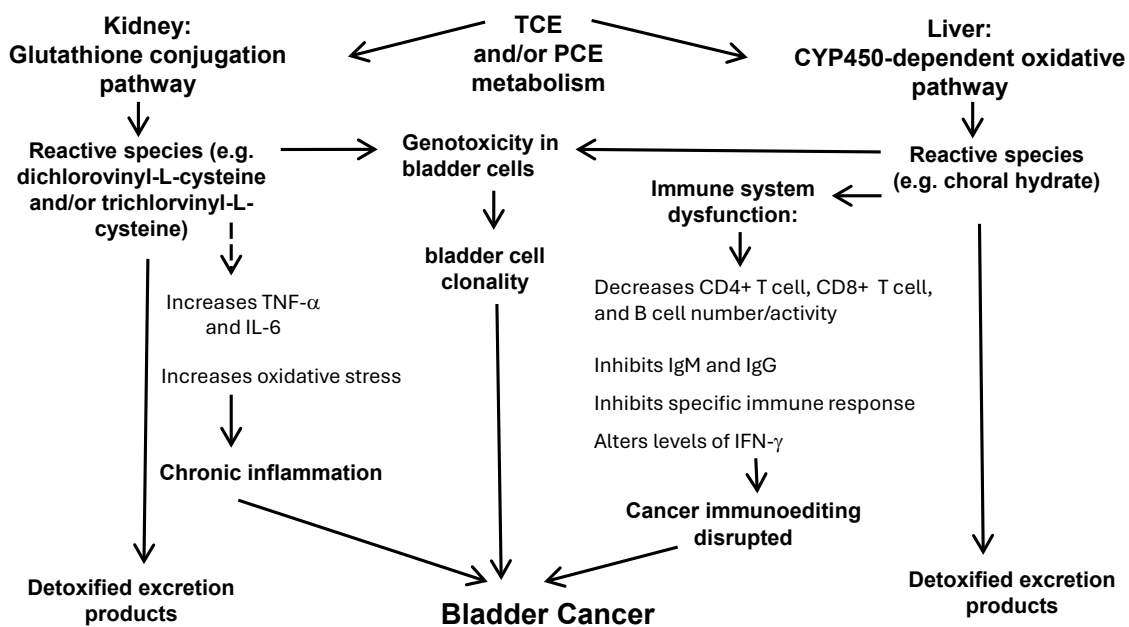 Kidney:
Glutathione conjugation
pathway
TCE
and/or PCE
metabolism
Liver:
CYP450-dependent oxidative
pathway
Reactive species (e.g.
dichlorovinyl-L-cysteine
and/or trichlorvinyl-L-
cysteine)
Genotoxicity in
bladder cells
Reactive species
(e.g. choral hydrate)
Immune system
dysfunction:
bladder cell
clonality
Increases TNF-α
and IL-6
Increases oxidative stress
Chronic inflammation
Decreases CD4+ T cell, CD8+ T cell,
and B cell number/activity
Inhibits IgM and IgG
Inhibits specific immune response
Alters levels of IFN-γ
Cancer immunoediting
disrupted
Detoxified excretion
products
Bladder Cancer
Detoxified excretion
products